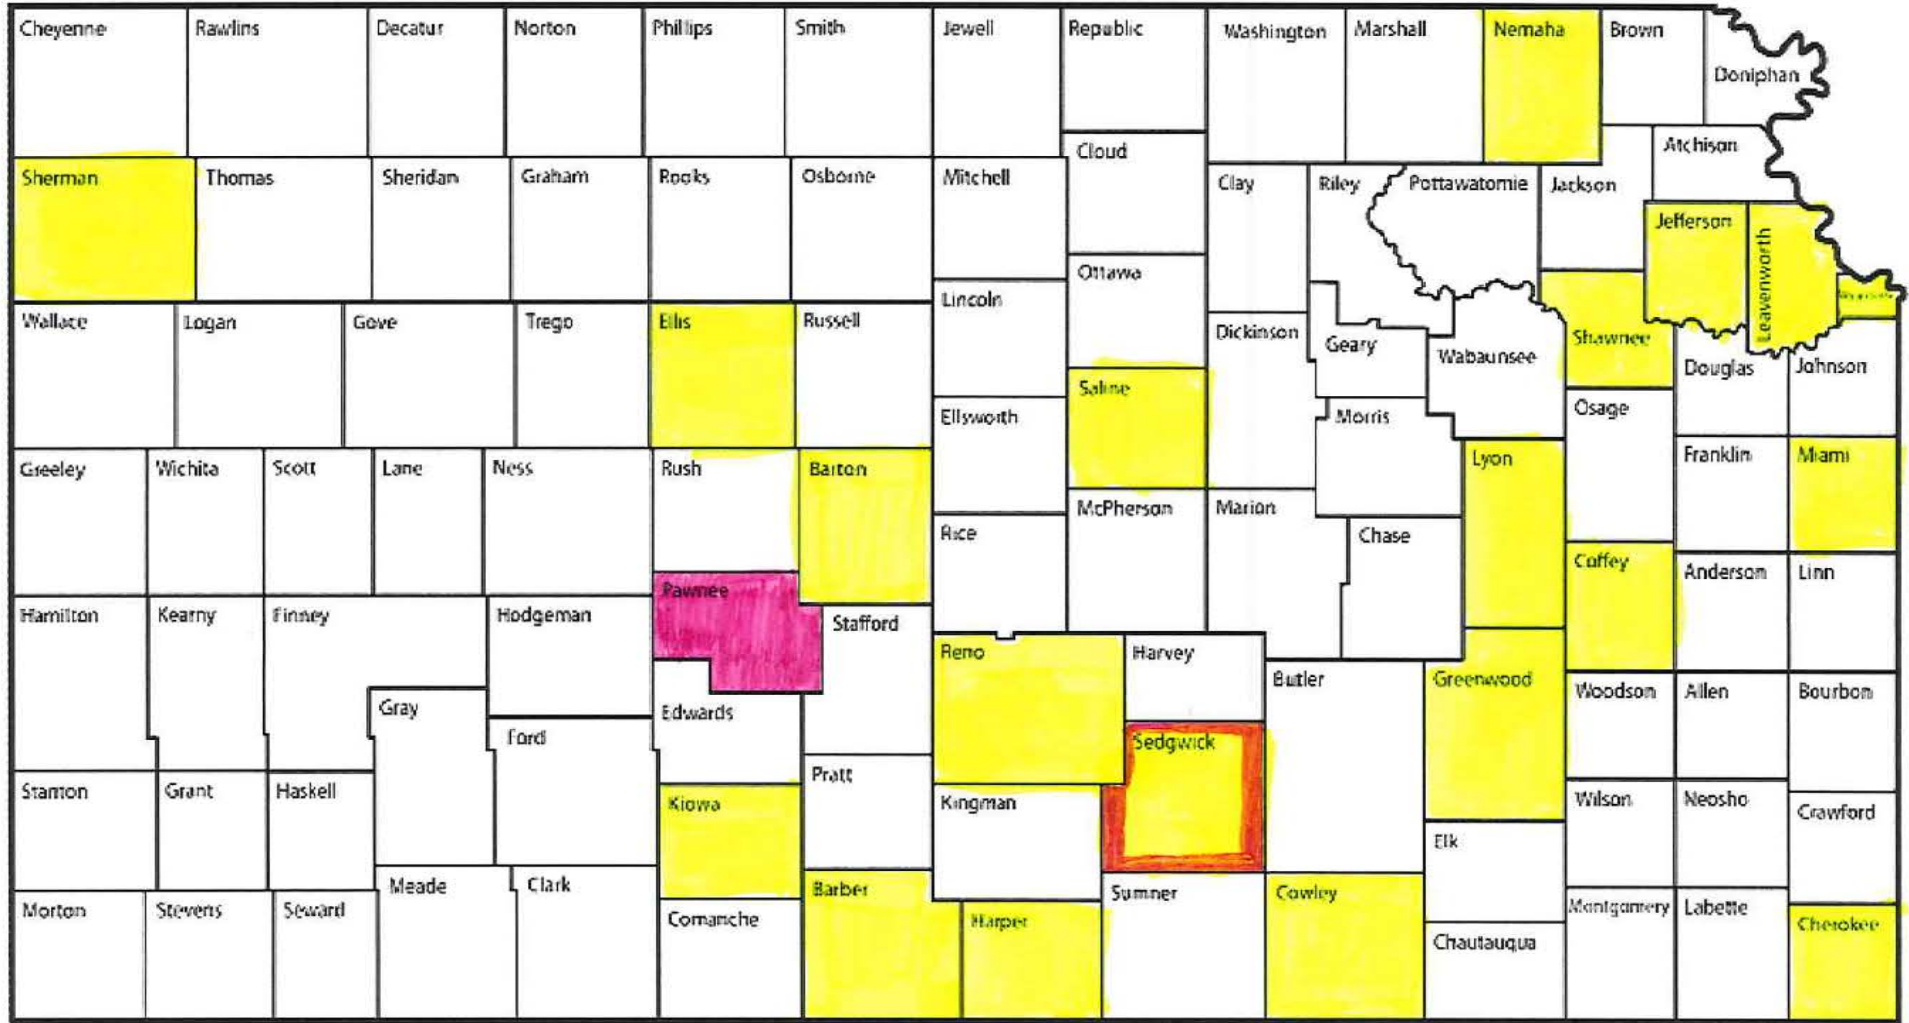 Cheyenne
Rawlins
Decatur
Norton
Phillips
Smith
Jewell
Republic
Washington
Marshall
Nemaha
Brown
Doniphan
Sherman
Thomas
Sheridan
Graham
Rooks
Osborne
Mitchell
Cloud
Clay
Riley
Pottawatomie
Jackson
Atchison
Jefferson
Leavenworth
Ottawa
Lincoln
Wallace
Logan
Gove
Trego
Ellis
Russell
Dickinson
Geary
Wabaunsee
Shawnee
Douglas
Johnson
Saline
Ellsworth
Morris
Osage
Greeley
Wichita
Scott
Lane
Ness
Rush
Barton
Lyon
Franklin
Miami
McPherson
Marion
Rice
Chase
Coffey
Anderson
Linn
Pawnee
Hamilton
Kearny
Finney
Hodgeman
Stafford
Reno
Harvey
Butler
Greenwood
Woodson
Allen
Bourbon
Gray
Edwards
Ford
Sedgwick
Pratt
Stanton
Grant
Haskell
Kiowa
Kingman
Wilson
Neosho
Crawford
Elk
Meade
Clark
Barber
Sumner
Cowley
Morton
Stevens
Seward
Comanche
Harper
Montgomery
Labette
Cherokee
Chautauqua